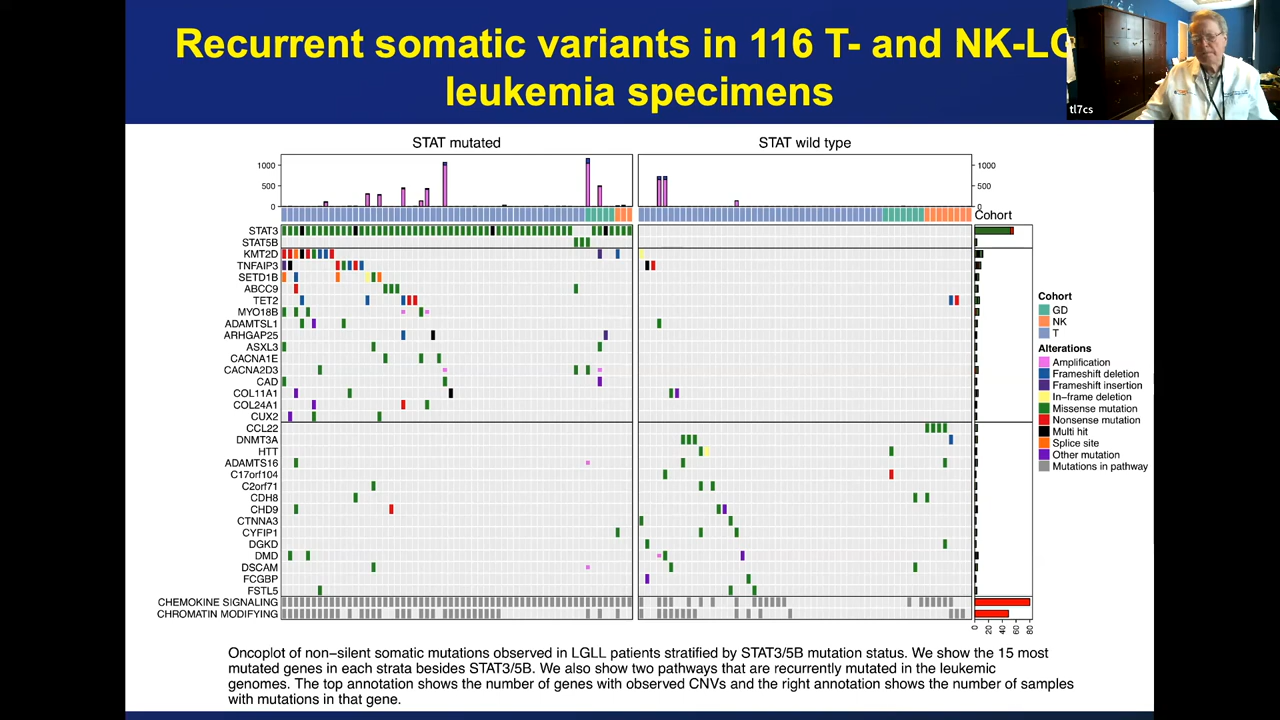 Recurrent somatic variants in 116 T- and NK-LG
leukemia specimens
tl7cs
STAT mutated
STAT wild type
1000
500
0
1000
500
0
Cohort
STAT3
STAT5B
KMT2D
TNFAIP3
SETD1B
ABCC9
TET2
MYO18B
ADAMTSL1
ARHGAP25
ASXL3
CACNA1E
CACNA2D3
CAD
COL11A1
COL24A1
CUX2
CCL22
DNMT3A
HTT
ADAMTS16
C17orf104
C2orf71
CDH8
CHD9
CTNNA3
CYFIP1
DGKD
DMD
DSCAM
FCGBP
FSTL5
CHEMOKINE SIGNALING
CHROMATIN MODIFYING
0
20
40
60
80
Cohort
GD
NK
T
Alterations
Amplification
Frameshift deletion
Frameshift insertion
In-frame deletion
Missense mutation
Nonsense mutation
Multi hit
Splice site
Other mutation
Mutations in pathway
Oncoplot of non-silent somatic mutations observed in LGLL patients stratified by STAT3/5B mutation status. We show the 15 most
mutated genes in each strata besides STAT3/5B. We also show two pathways that are recurrently mutated in the leukemic
genomes. The top annotation shows the number of genes with observed CNVs and the right annotation shows the number of samples
with mutations in that gene.